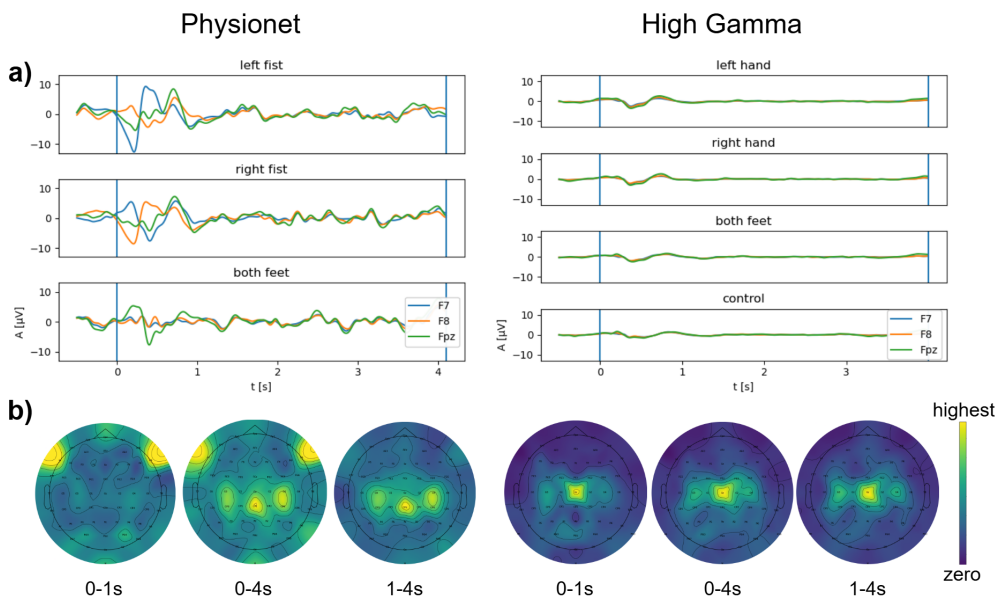 Physionet
High Gamma
a)
left fist
10
0
-10
right fist
10
0
-10
both feet
10
0
-10
A [μV]
F7
F8
Fpz
0
1
2
3
4
t [s]
left hand
10
0
-10
right hand
10
0
-10
both feet
10
0
-10
control
10
0
-10
A [μV]
F7
F8
Fpz
0
1
2
3
t [s]
b)
highest
zero
0-1s
0-4s
1-4s
0-1s
0-4s
1-4s